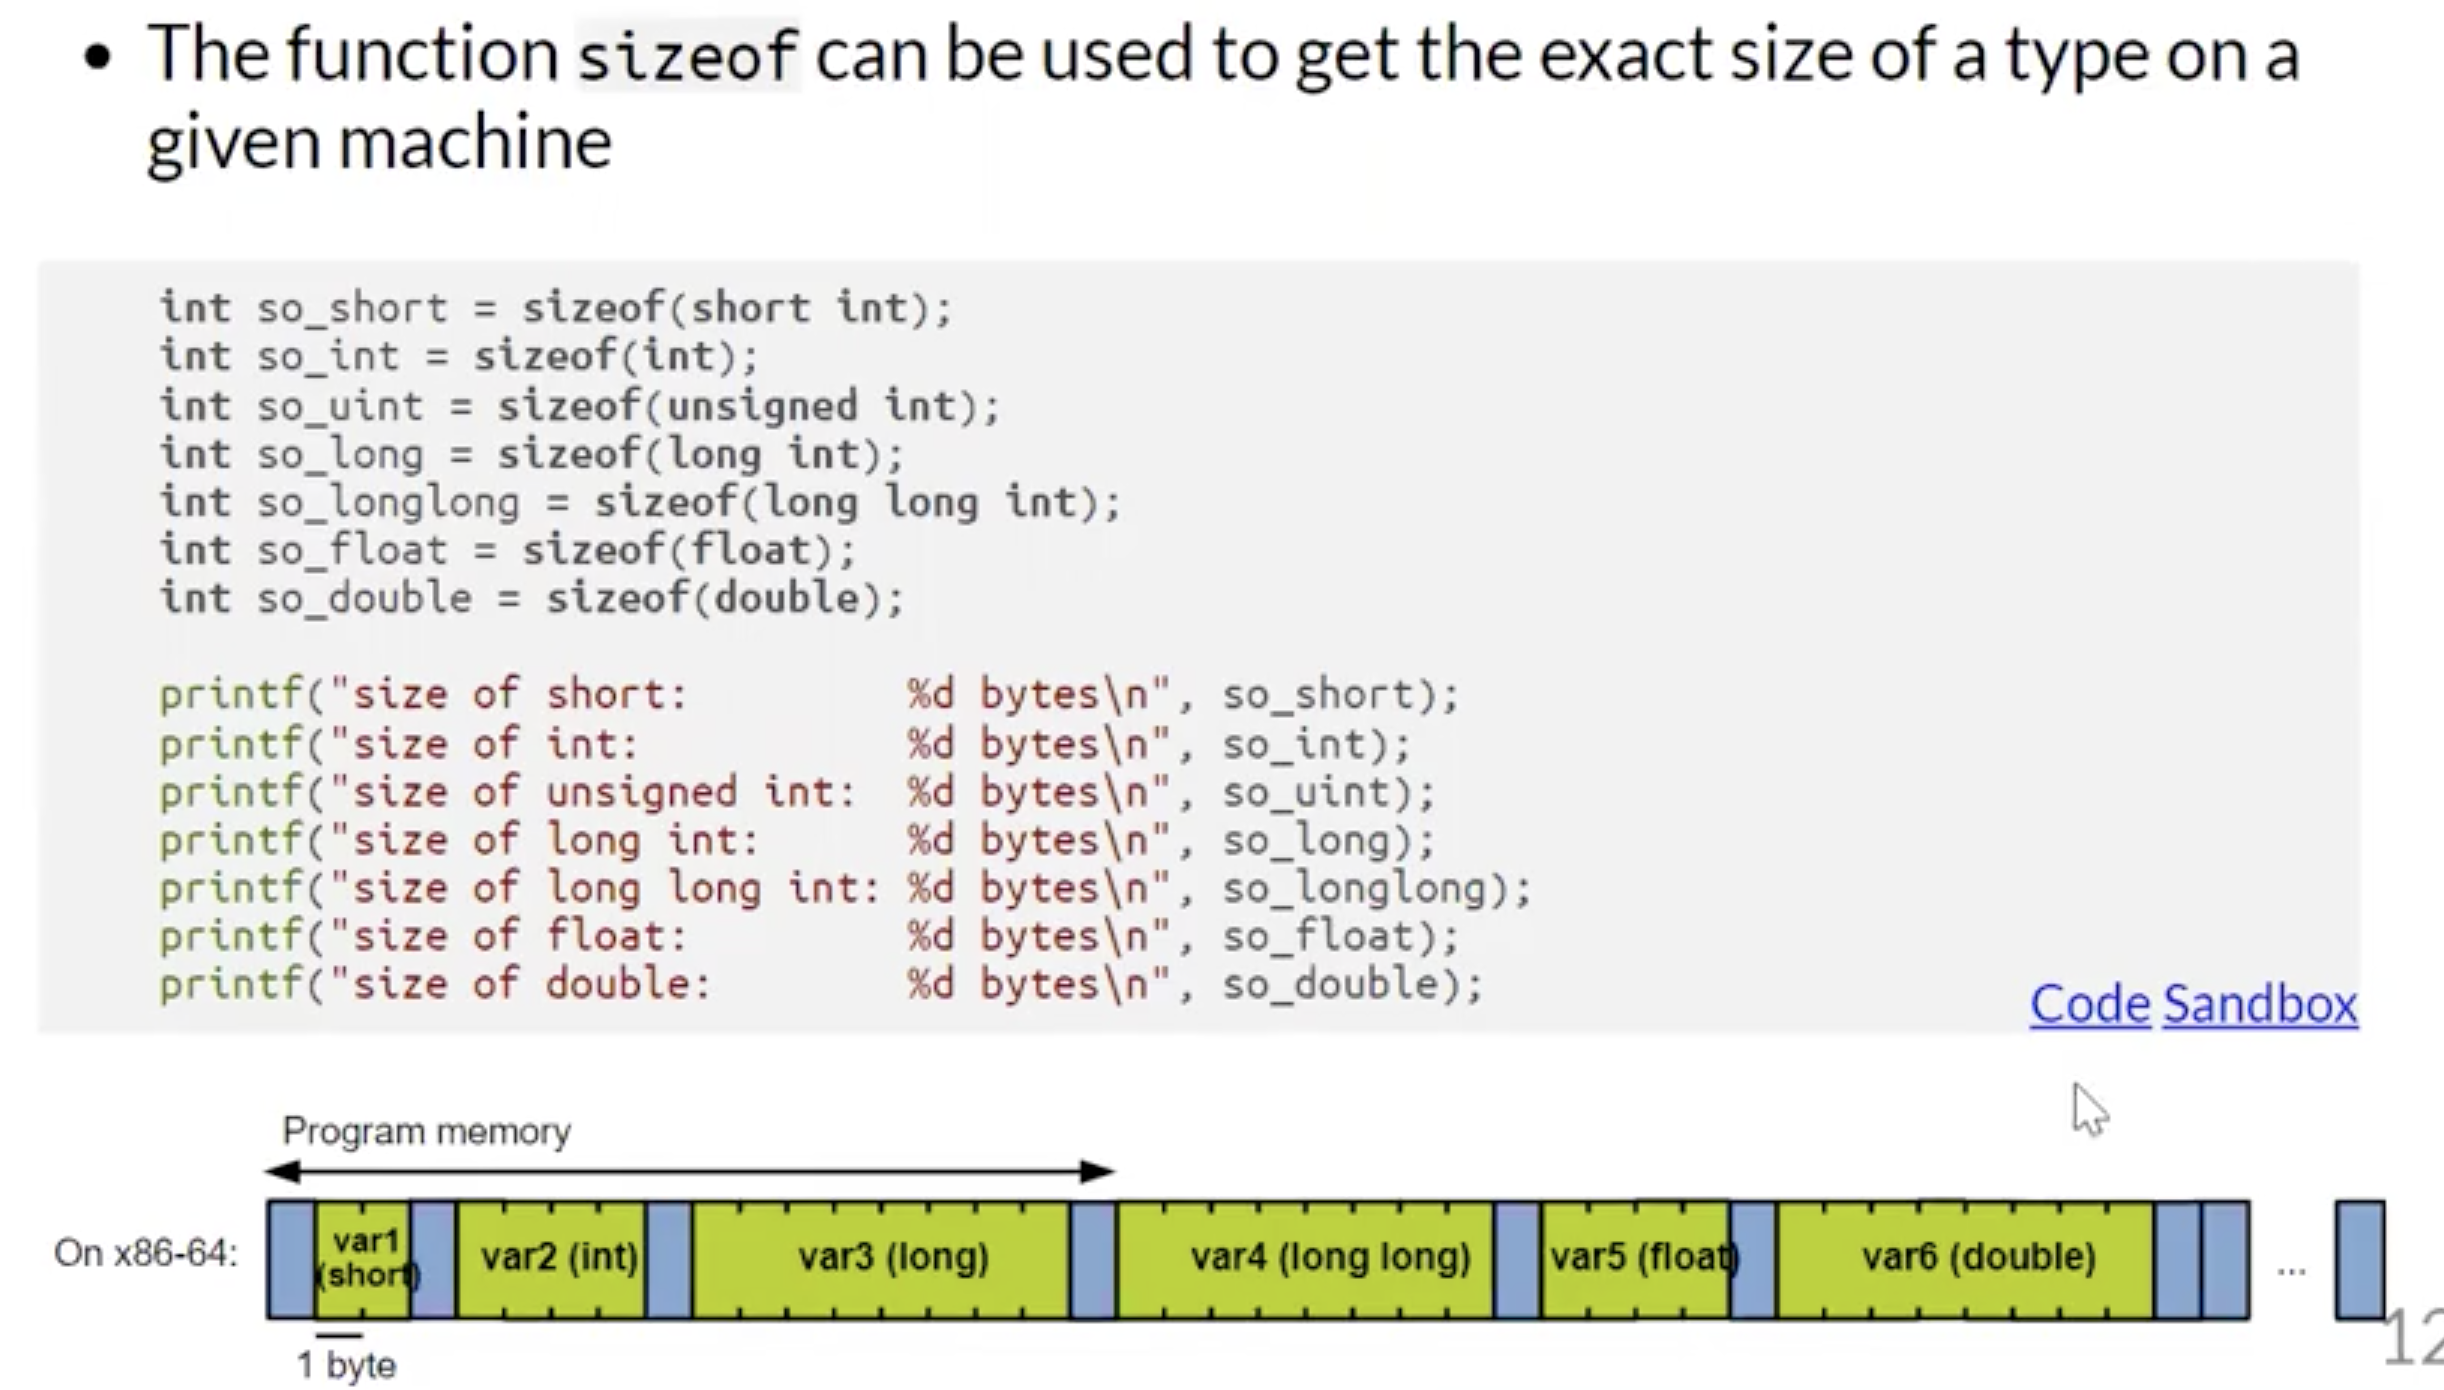 • The function sizeof can be used to get the exact size of a type on a
given machine
int so_short = sizeof(short int);
int so_int = sizeof(int);
int so_uint = sizeof(unsigned int);
int so_long = sizeof(long int);
int so_longlong = sizeof(long long int);
int so_float = sizeof(float);
int so_double = sizeof(double);
printf("size of short:         %d bytes\n", so_short);
printf("size of int:           %d bytes\n", so_int);
printf("size of unsigned int:  %d bytes\n", so_uint);
printf("size of long int:      %d bytes\n", so_long);
printf("size of long long int: %d bytes\n", so_longlong);
printf("size of float:         %d bytes\n", so_float);
printf("size of double:        %d bytes\n", so_double);
Code Sandbox
Program memory
On x86-64:
var1
(short)
var2 (int)
var3 (long)
var4 (long long)
var5 (float)
var6 (double)
...
1 byte
12